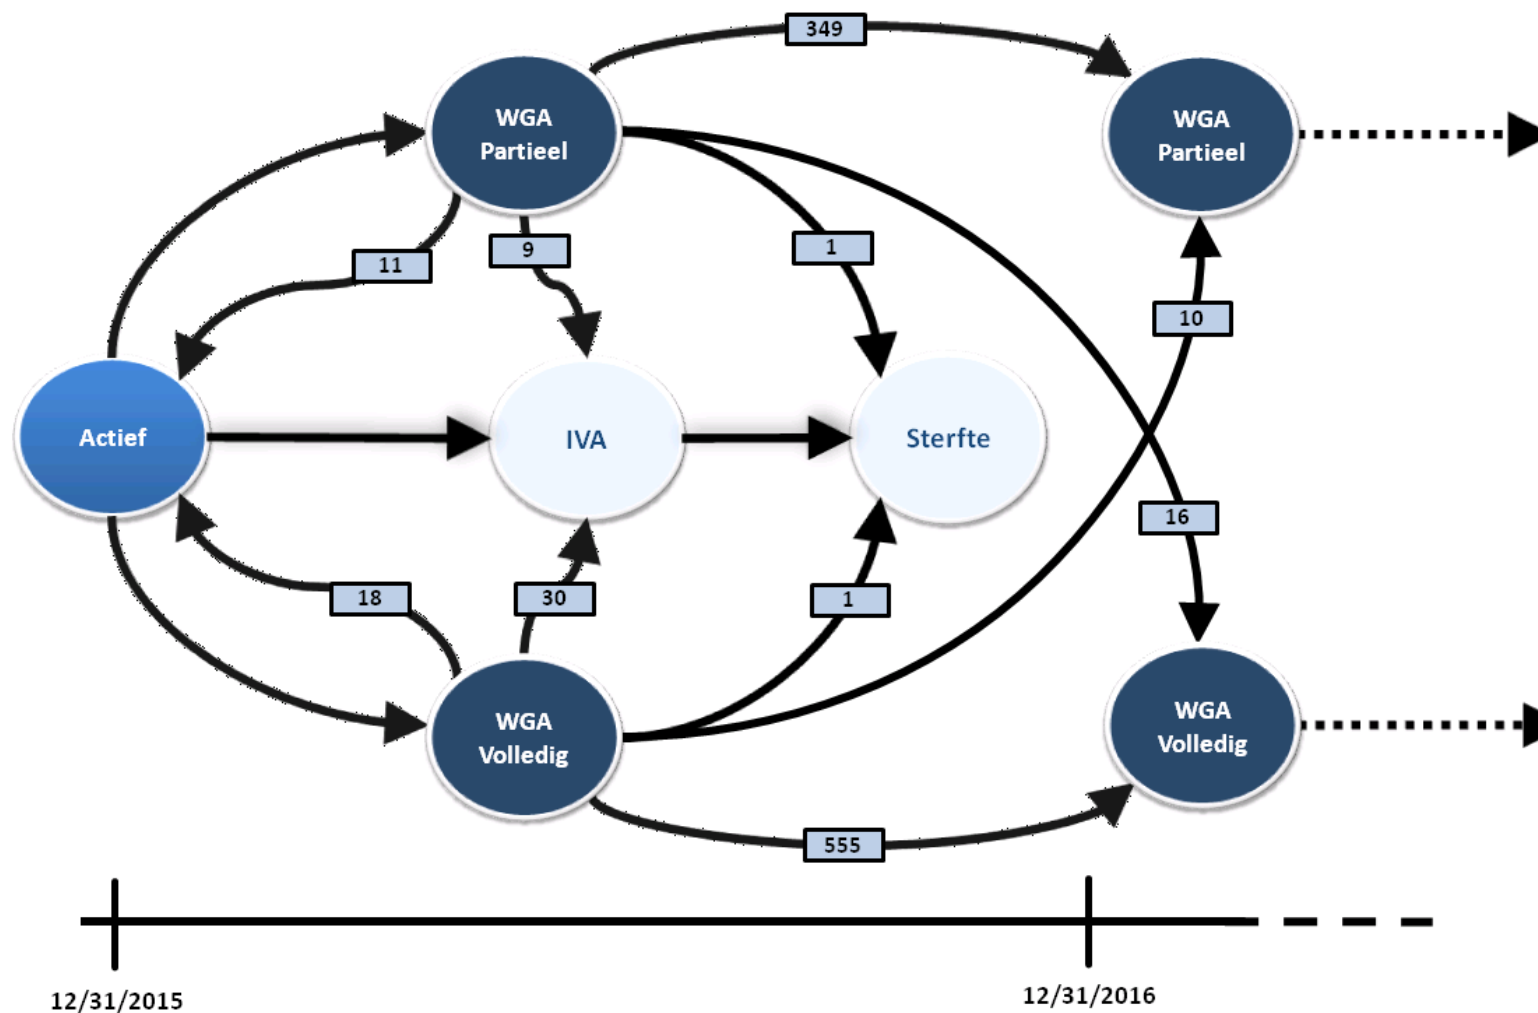 349
WGA
Partieel
WGA
Partieel
11
9
1
10
Actief
IVA
Sterfte
16
18
30
1
WGA
Volledig
WGA
Volledig
555
12/31/2015
12/31/2016